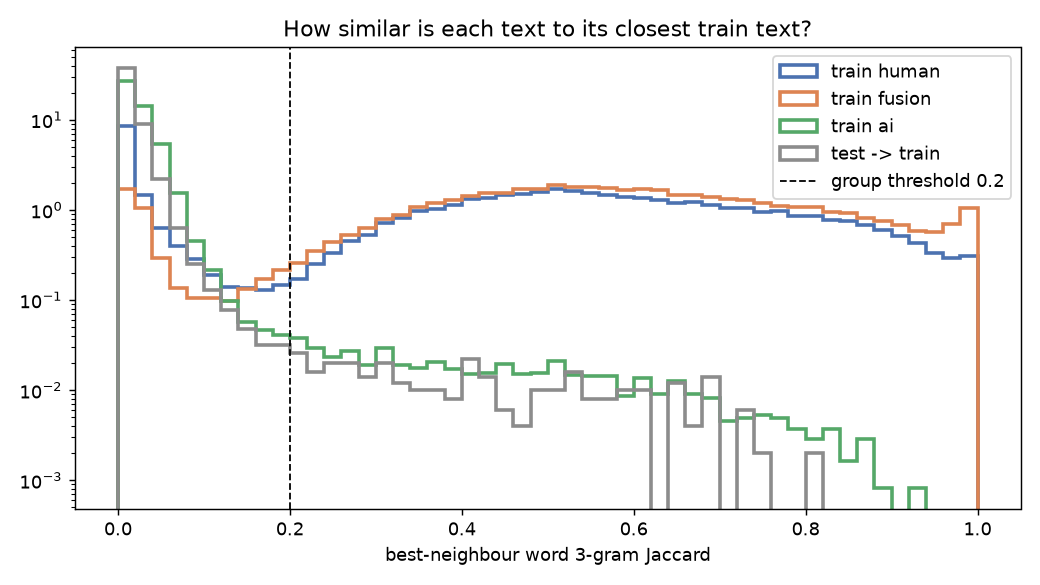 How similar is each text to its closest train text?
train human
train fusion
train ai
test -> train
group threshold 0.2
10¹
10⁰
10⁻¹
10⁻²
10⁻³
0.0 0.2 0.4 0.6 0.8 1.0
best-neighbour word 3-gram Jaccard